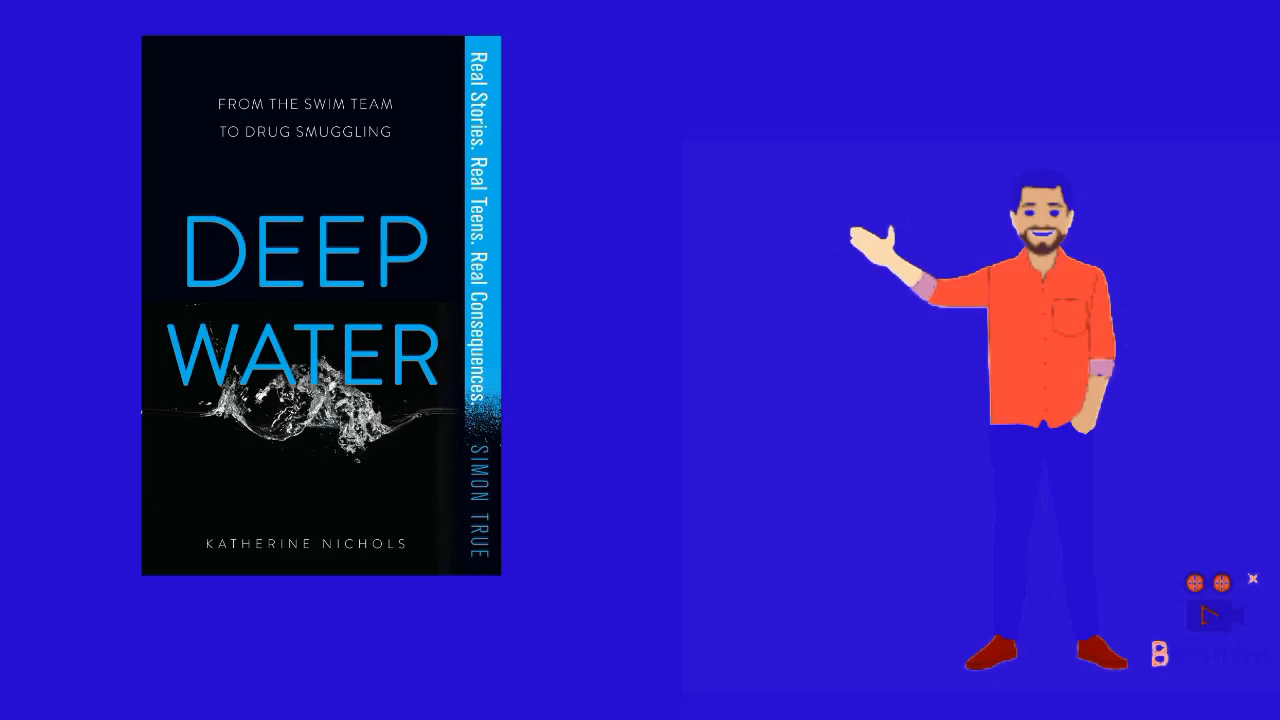 FROM THE SWIM TEAM
TO DRUG SMUGGLING
DEEP
WATER
KATHERINE NICHOLS
Real Stories. Real Teens. Real Consequences.
SIMON TRUE
B